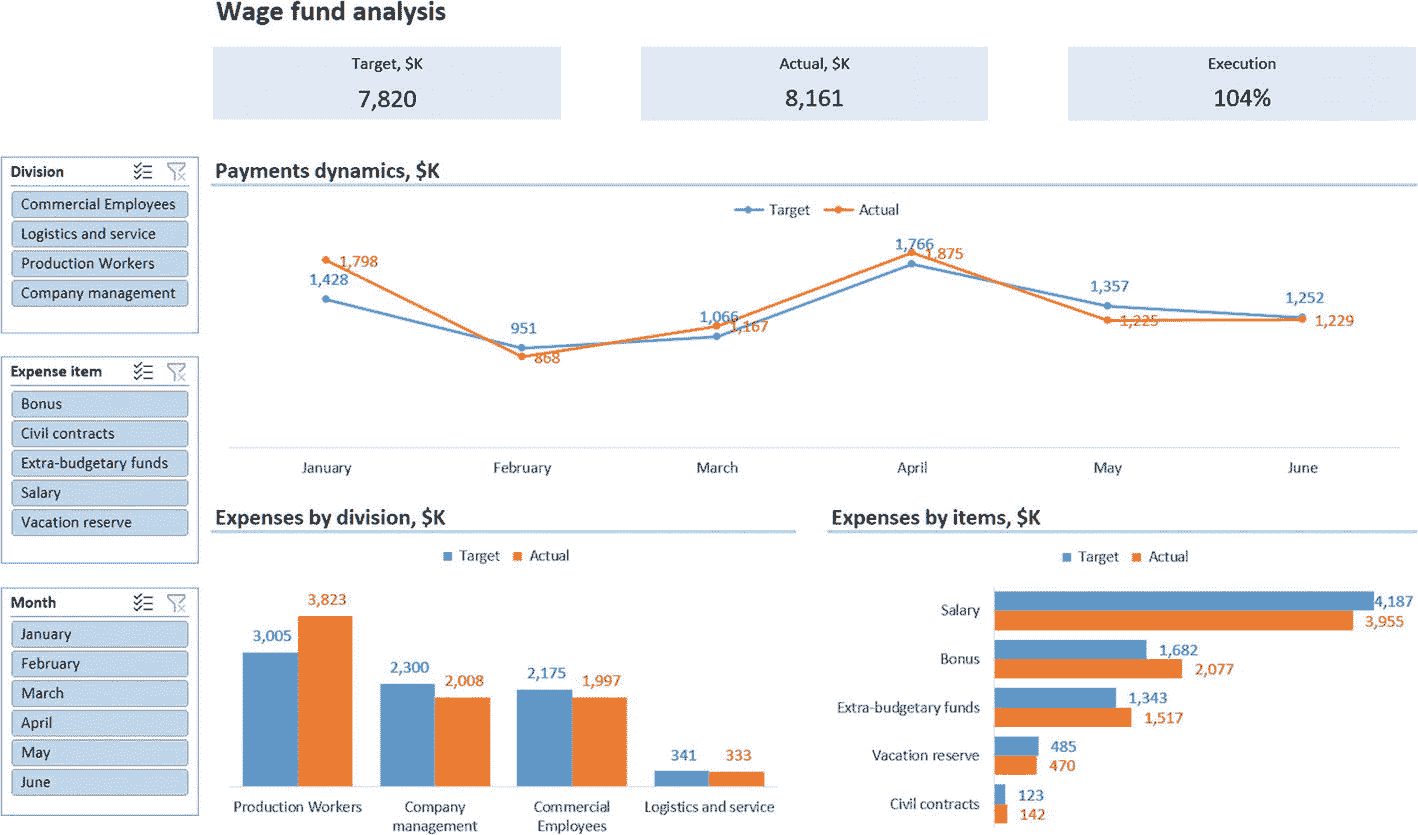 Wage fund analysis
Target, $K
7,820
Actual, $K
8,161
Execution
104%
Division
Commercial Employees
Logistics and service
Production Workers
Company management
Expense item
Bonus
Civil contracts
Extra-budgetary funds
Salary
Vacation reserve
Month
January
February
March
April
May
June
Payments dynamics, $K
Target Actual
1,798
1,428
951
868
1,066
1,167
1,766
1,875
1,357
1,225
1,252
1,229
January February March April May June
Expenses by division, $K
Target Actual
3,005 3,823
2,300 2,008
2,175 1,997
341 333
Production Workers
Company
management
Commercial
Employees
Logistics and service
Expenses by items, $K
Target Actual
Salary
4,187
3,955
Bonus
1,682
2,077
Extra-budgetary funds
1,343
1,517
Vacation reserve
485
470
Civil contracts
123
142